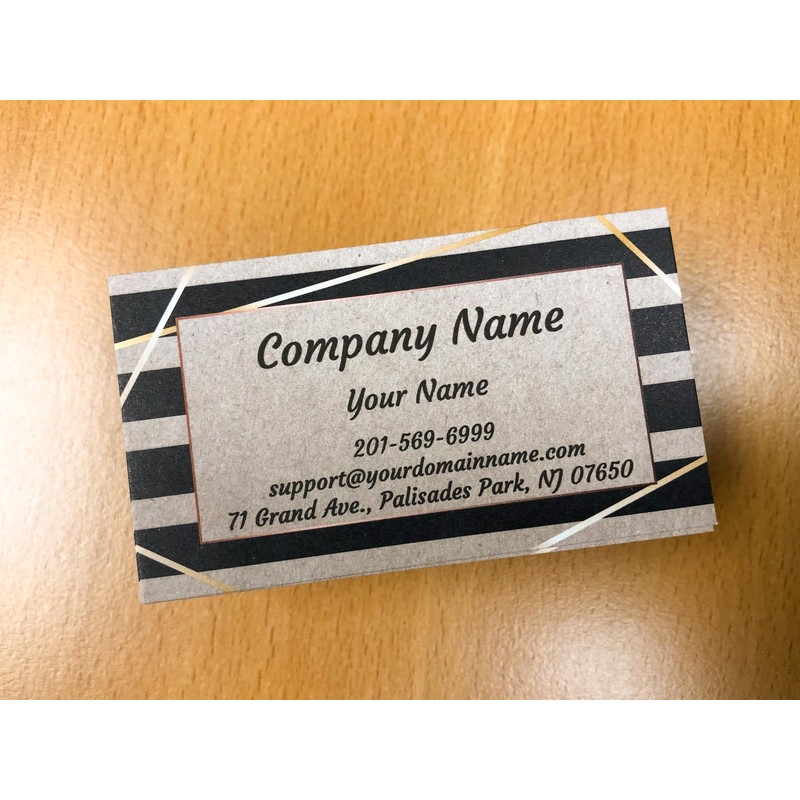 Company Name
Your Name
201-569-6999
support@yourdomainname.com
71 Grand Ave., Palisades Park, NJ 07650